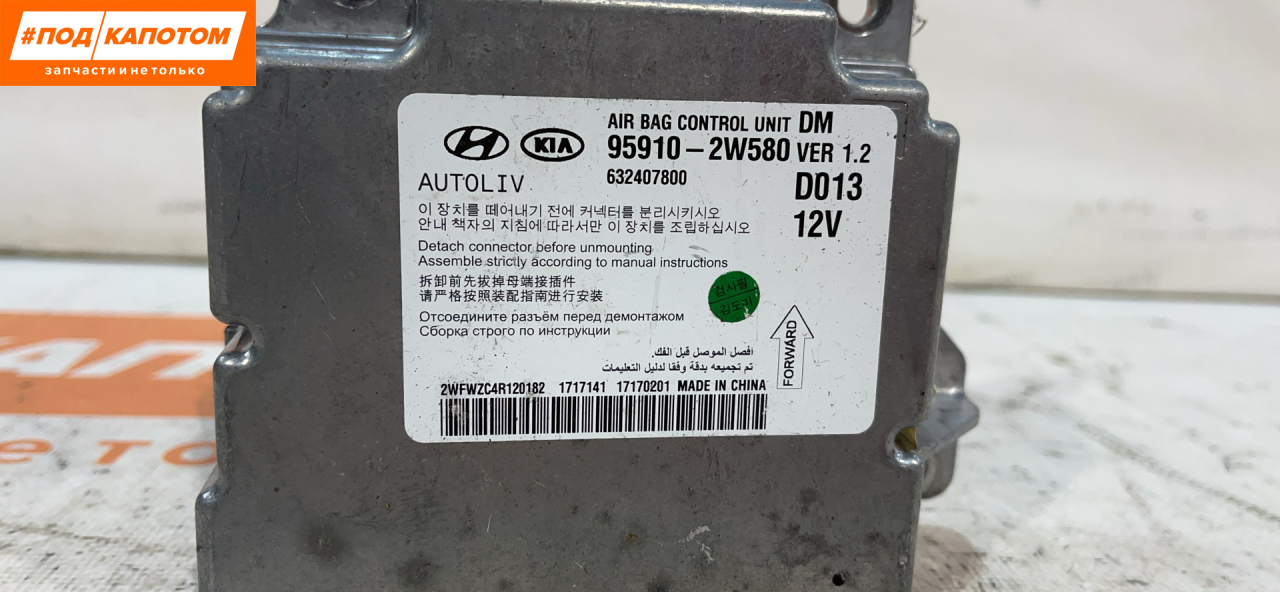 #ПОД КАПОТОМ
запчасти и не только
AIR BAG CONTROL UNIT DM
KIA
95910-2W580 VER 1.2
632407800
AUTOLIV
D013
12V
이 장치를 떼어내기 전에 커넥터를 분리시키시오
안내 책자의 지침에 따라서만 이 장치를 조립하십시오
Detach connector before unmounting
Assemble strictly according to manual instructions
拆卸前先拔掉母端接插件
请严格按照装配指南进行安装
검사필
Отсоедините разъём перед демонтажом
Сборка строго по инструкции
FORWARD
افصل الموصل قبل الفك.
تم تجميعه بدقة وفقا لدليل التعليمات
2WFWZC4R120182 1717141 17170201 MADE IN CHINA